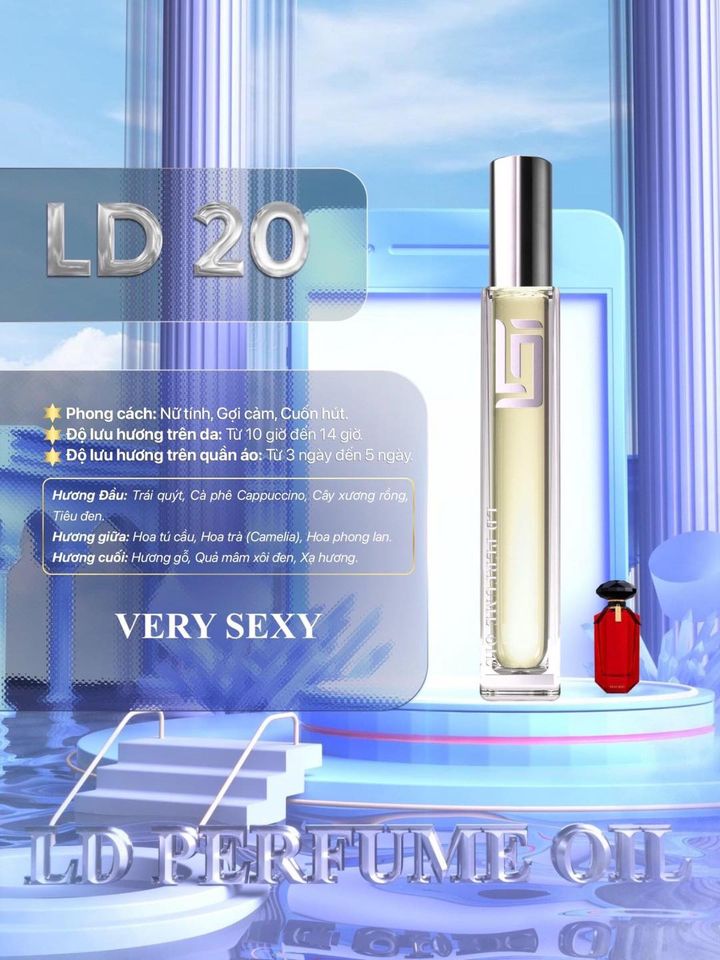 LD 20
Phong cách: Nữ tính, Gợi cảm, Cuốn hút.
Độ lưu hương trên da: Từ 10 giờ đến 14 giờ.
Độ lưu hương trên quần áo: Từ 3 ngày đến 5 ngày.
Hương Đầu: Trái quýt, Cà phê Cappuccino, Cây xương rồng,
Tiêu đen.
Hương giữa: Hoa tú cầu, Hoa trà (Camelia), Hoa phong lan.
Hương cuối: Hương gỗ, Quả mâm xôi đen, Xạ hương.
VERY SEXY
LD PERFUME OIL
LD PERFUME OIL